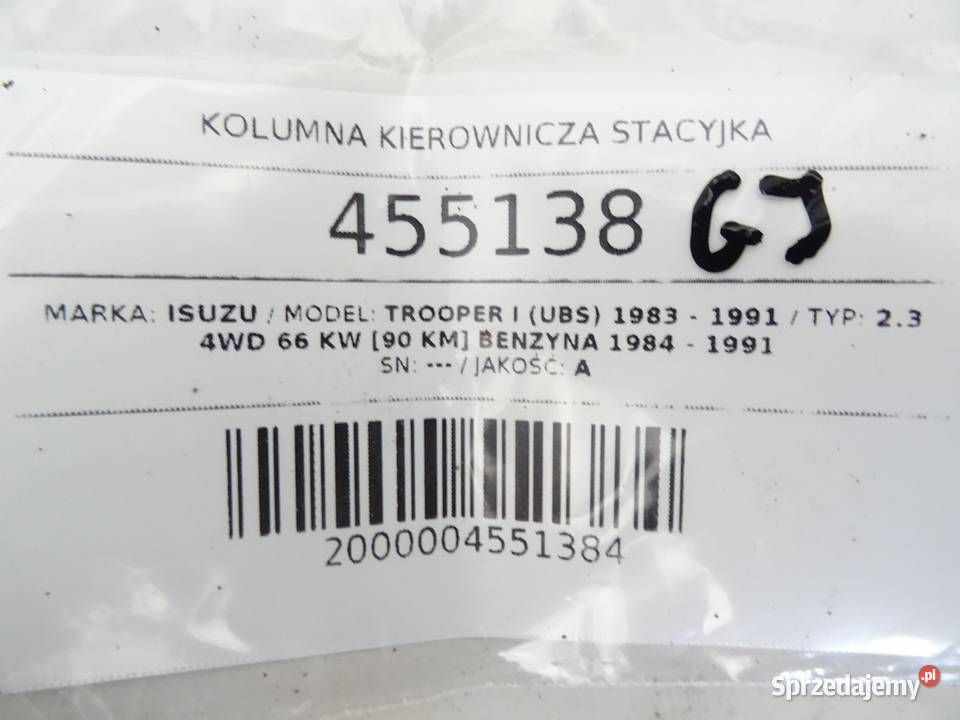 KOLUMNA KIEROWNICZA STACYJKA
455138 GJ
MARKA: ISUZU / MODEL: TROOPER I (UBS) 1983 - 1991 / TYP: 2.3
4WD 66 KW [90 KM] BENZYNA 1984 - 1991
SN: --- / JAKOŚĆ: A
2000004551384
Sprzedajemy.pl